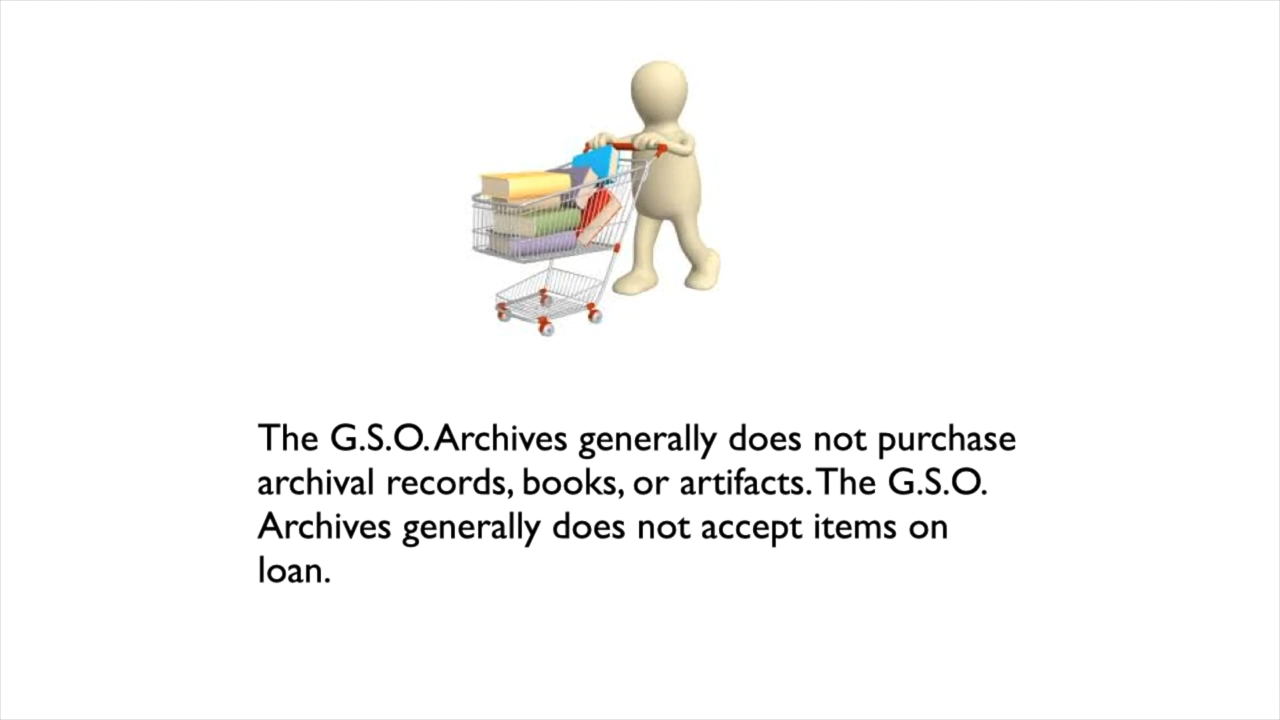 The G.S.O. Archives generally does not purchase
archival records, books, or artifacts. The G.S.O.
Archives generally does not accept items on
loan.